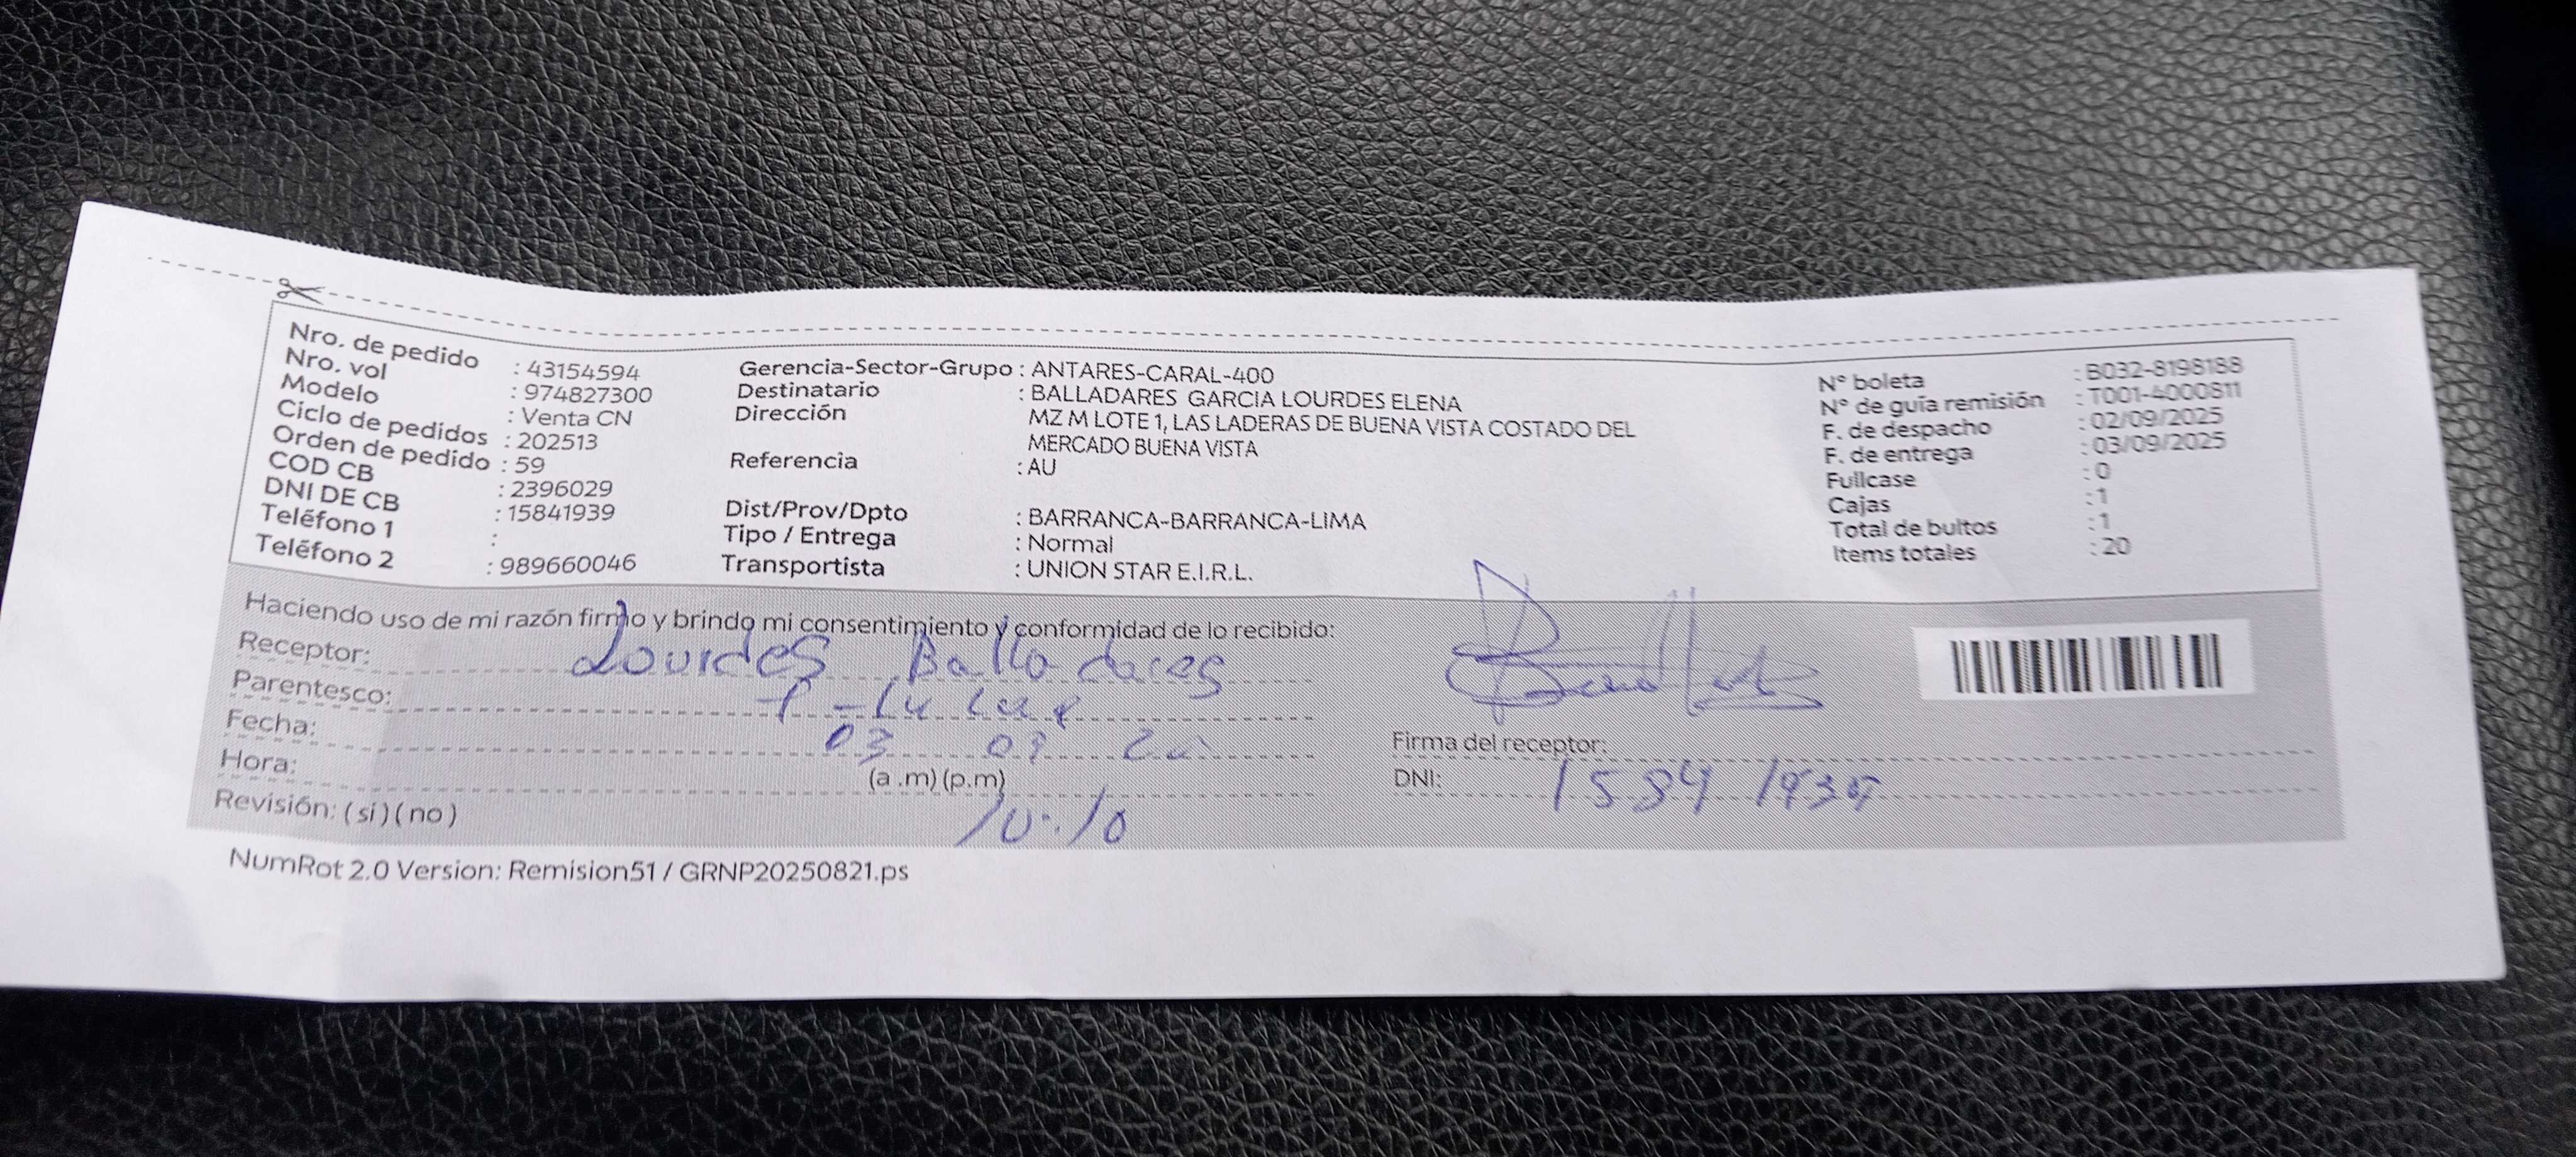 Nro. de pedido : 43154594
Nro. vol : 974827300
Modelo : Venta CN
Ciclo de pedidos : 202513
Orden de pedido : 59
COD CB : 2396029
DNI DE CB : 15841939
Teléfono 1 :
Teléfono 2 : 989660046
Gerencia-Sector-Grupo : ANTARES-CARAL-400
Destinatario : BALLADARES GARCIA LOURDES ELENA
Dirección MZ M LOTE 1, LAS LADERAS DE BUENA VISTA COSTADO DEL
MERCADO BUENA VISTA
Referencia : AU
Dist/Prov/Dpto : BARRANCA-BARRANCA-LIMA
Tipo / Entrega : Normal
Transportista : UNION STAR E.I.R.L.
N° boleta : B032-8198188
N° de guía remisión : T001-4000811
F. de despacho : 02/09/2025
F. de entrega : 03/09/2025
Fullcase : 0
Cajas : 1
Total de bultos : 1
Items totales : 20
Haciendo uso de mi razón firmo y brindo mi consentimiento y conformidad de lo recibido:
Receptor: Lourdes Balladares
Parentesco:
Fecha: 03 09
Hora: (a .m) (p.m)
10:10
Revisión: ( si ) ( no )
Firma del receptor:
DNI: 15841939
NumRot 2.0 Version: Remision51 / GRNP20250821.ps